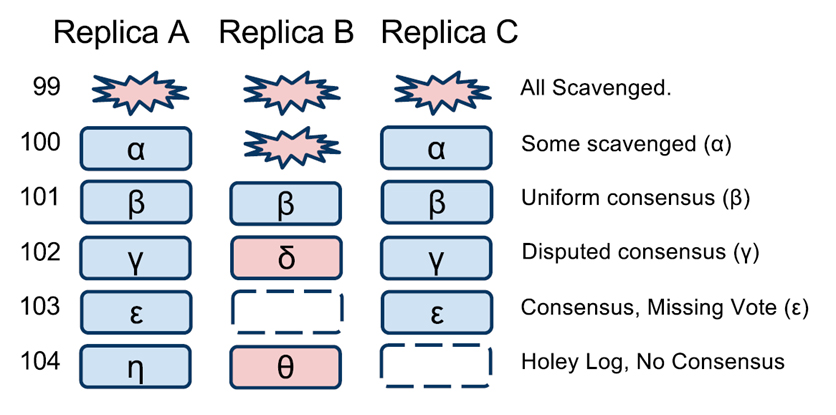 Replica A Replica B Replica C
99 All Scavenged.
100 α α Some scavenged (α)
101 β β β Uniform consensus (β)
102 γ δ γ Disputed consensus (γ)
103 ε ε Consensus, Missing Vote (ε)
104 η θ Holey Log, No Consensus